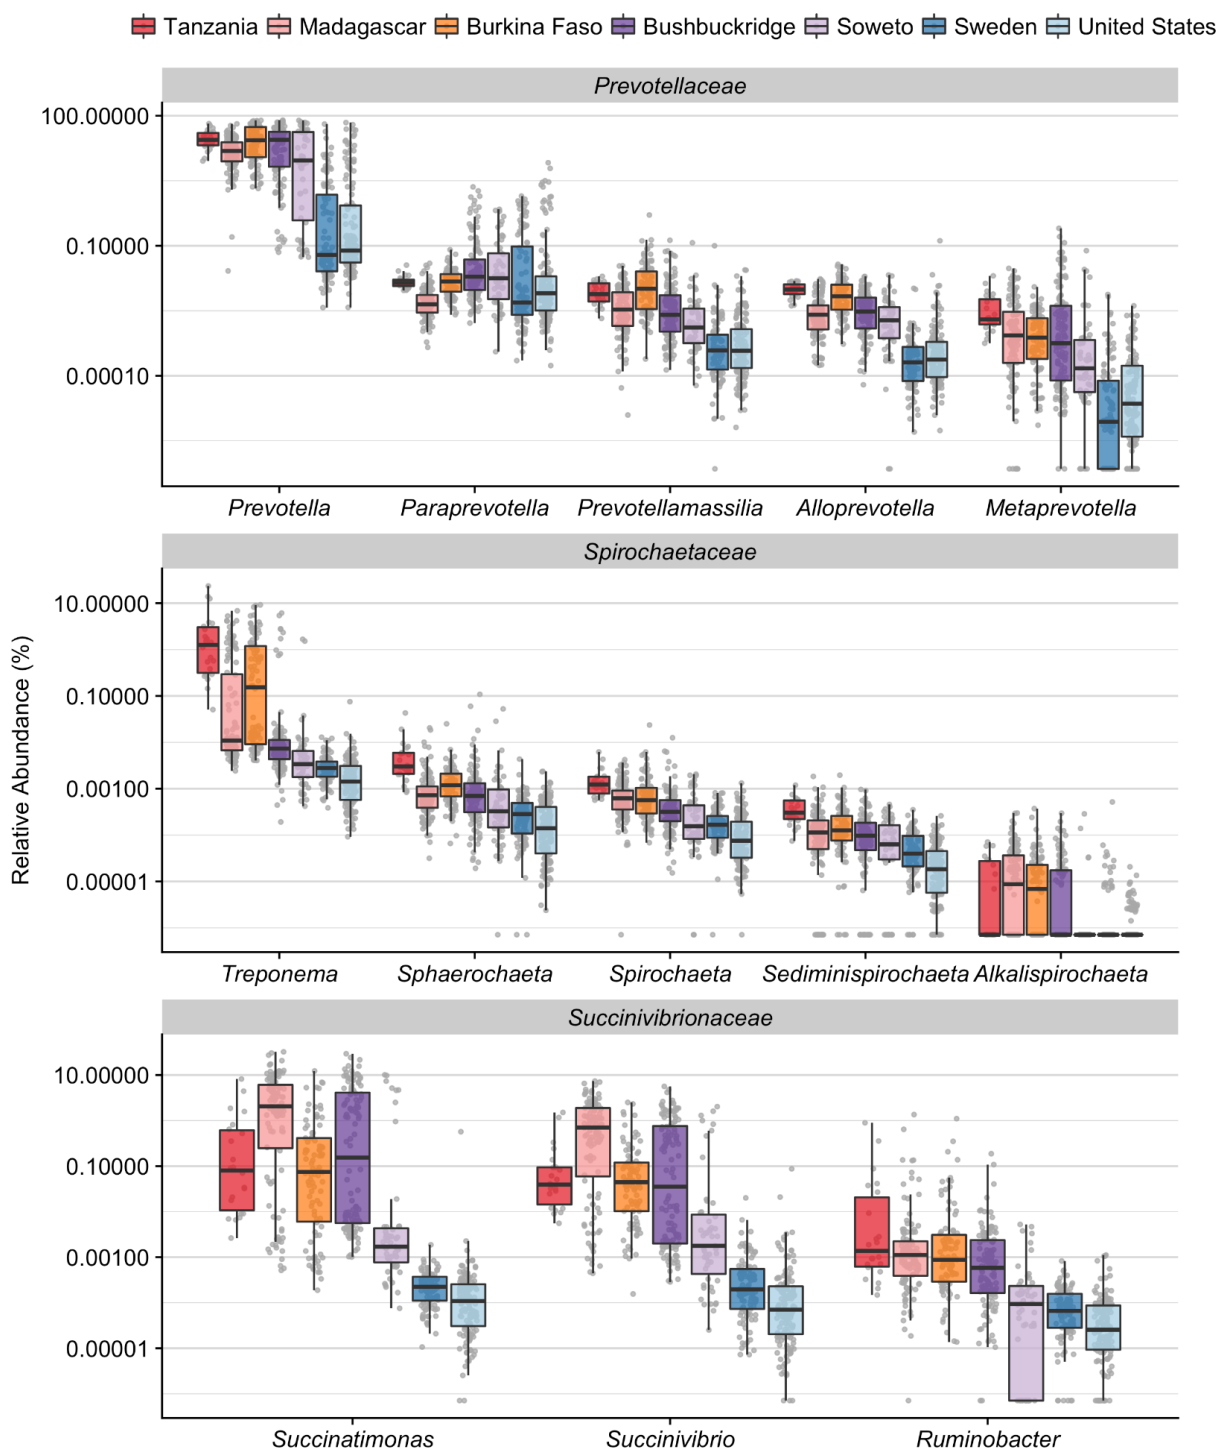 Tanzania Madagascar Burkina Faso Bushbuckridge Soweto Sweden United States
Prevotellaceae
100.00000
0.10000
0.00010
Prevotella Paraprevotella Prevotellamassilia Alloprevotella Metaprevotella
Spirochaetaceae
10.00000
0.10000
0.00100
0.00001
Treponema Sphaerochaeta Spirochaeta Sediminispirochaeta Alkalispirochaeta
Succinivibrionaceae
10.00000
0.10000
0.00100
0.00001
Succinatimonas Succinivibrio Ruminobacter
Relative Abundance (%)